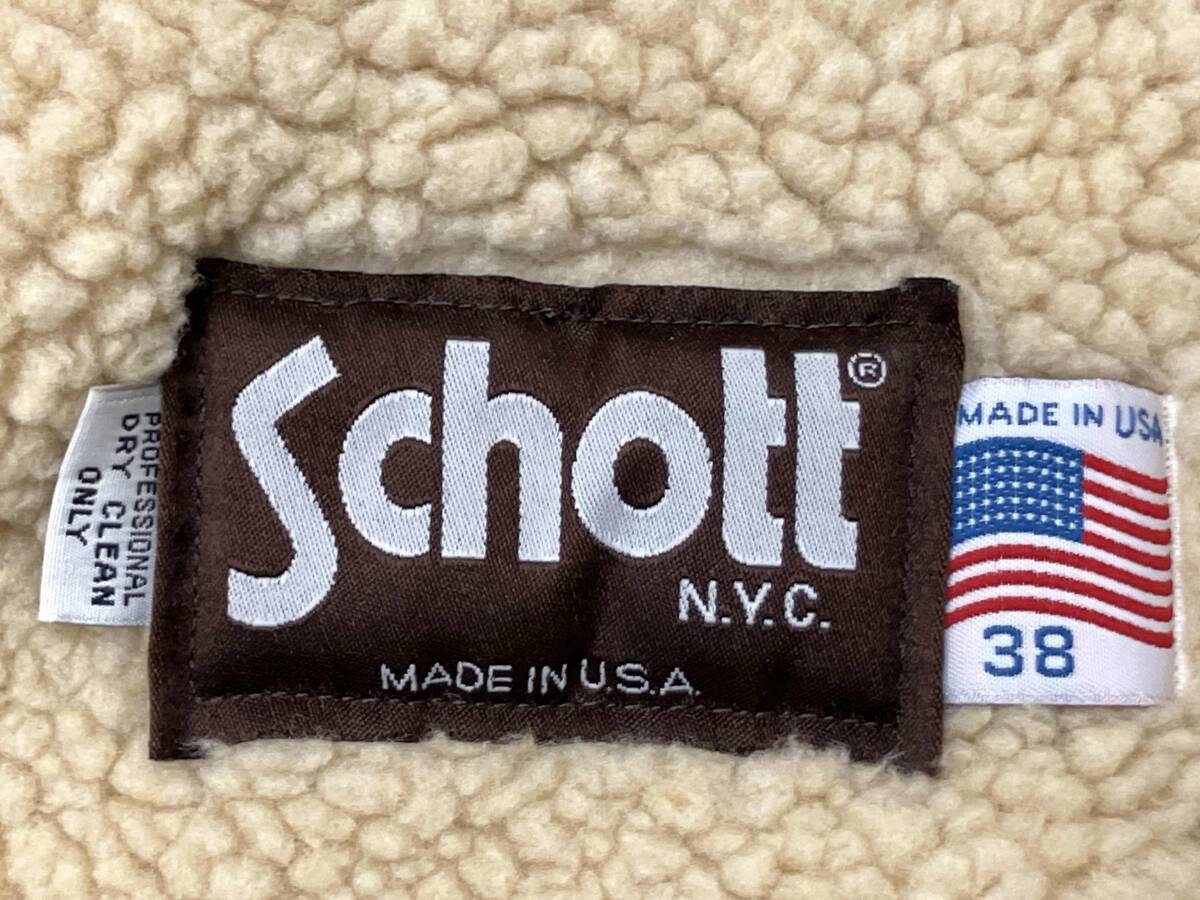 PROFESSIONAL
DRY CLEAN
ONLY
Schott®
N.Y.C.
MADE IN U.S.A.
MADE IN USA
38